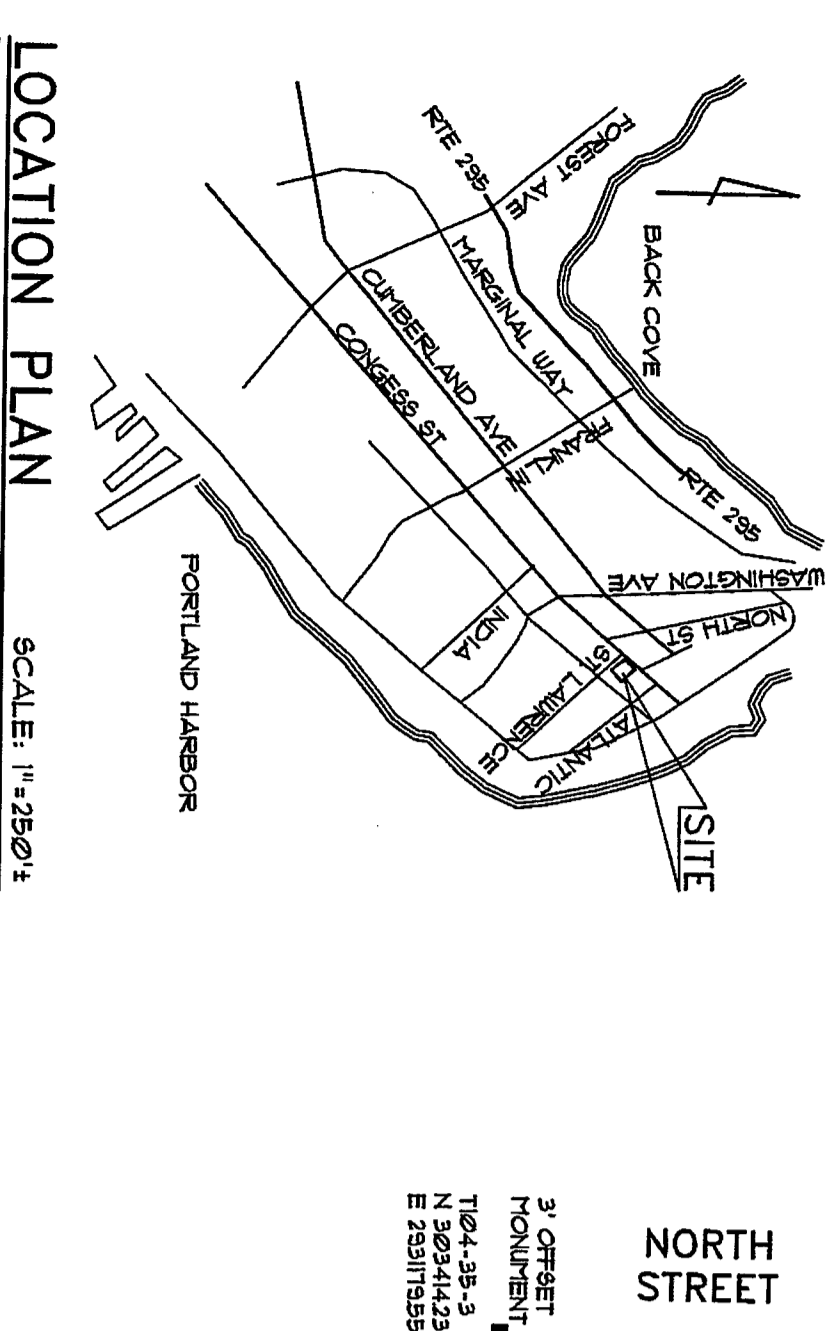 FOREST AVE
RTE 295
BACK COVE
MARGINAL WAY
CUMBERLAND AVE
CONGESS ST
FRANKLIN
RTE 295
WASHINGTON AVE
NORTH ST
INDIA
ST. LAWRENCE
ATLANTIC
SITE
PORTLAND HARBOR
LOCATION PLAN
SCALE: 1"=250'±
NORTH
STREET
3' OFFSET
MONUMENT
T104-35-3
N 303414.23
E 2931179.55